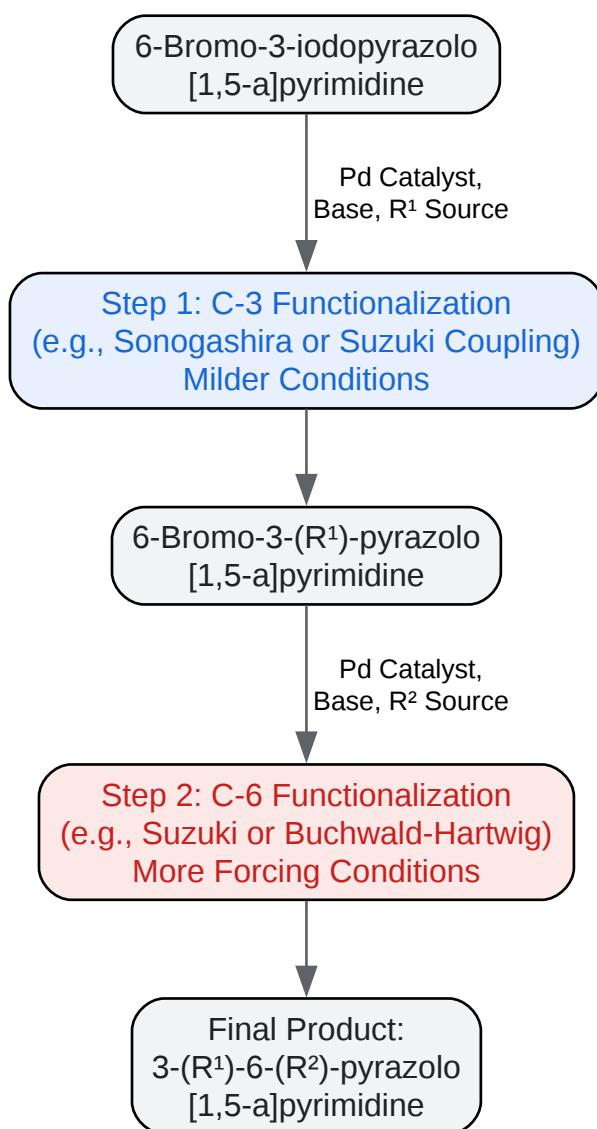 6-Bromo-3-iodopyrazolo
[1,5-a]pyrimidine
Pd Catalyst,
Base, R¹ Source
Step 1: C-3 Functionalization
(e.g., Sonogashira or Suzuki Coupling)
Milder Conditions
6-Bromo-3-(R¹)-pyrazolo
[1,5-a]pyrimidine
Pd Catalyst,
Base, R² Source
Step 2: C-6 Functionalization
(e.g., Suzuki or Buchwald-Hartwig)
More Forcing Conditions
Final Product:
3-(R¹)-6-(R²)-pyrazolo
[1,5-a]pyrimidine